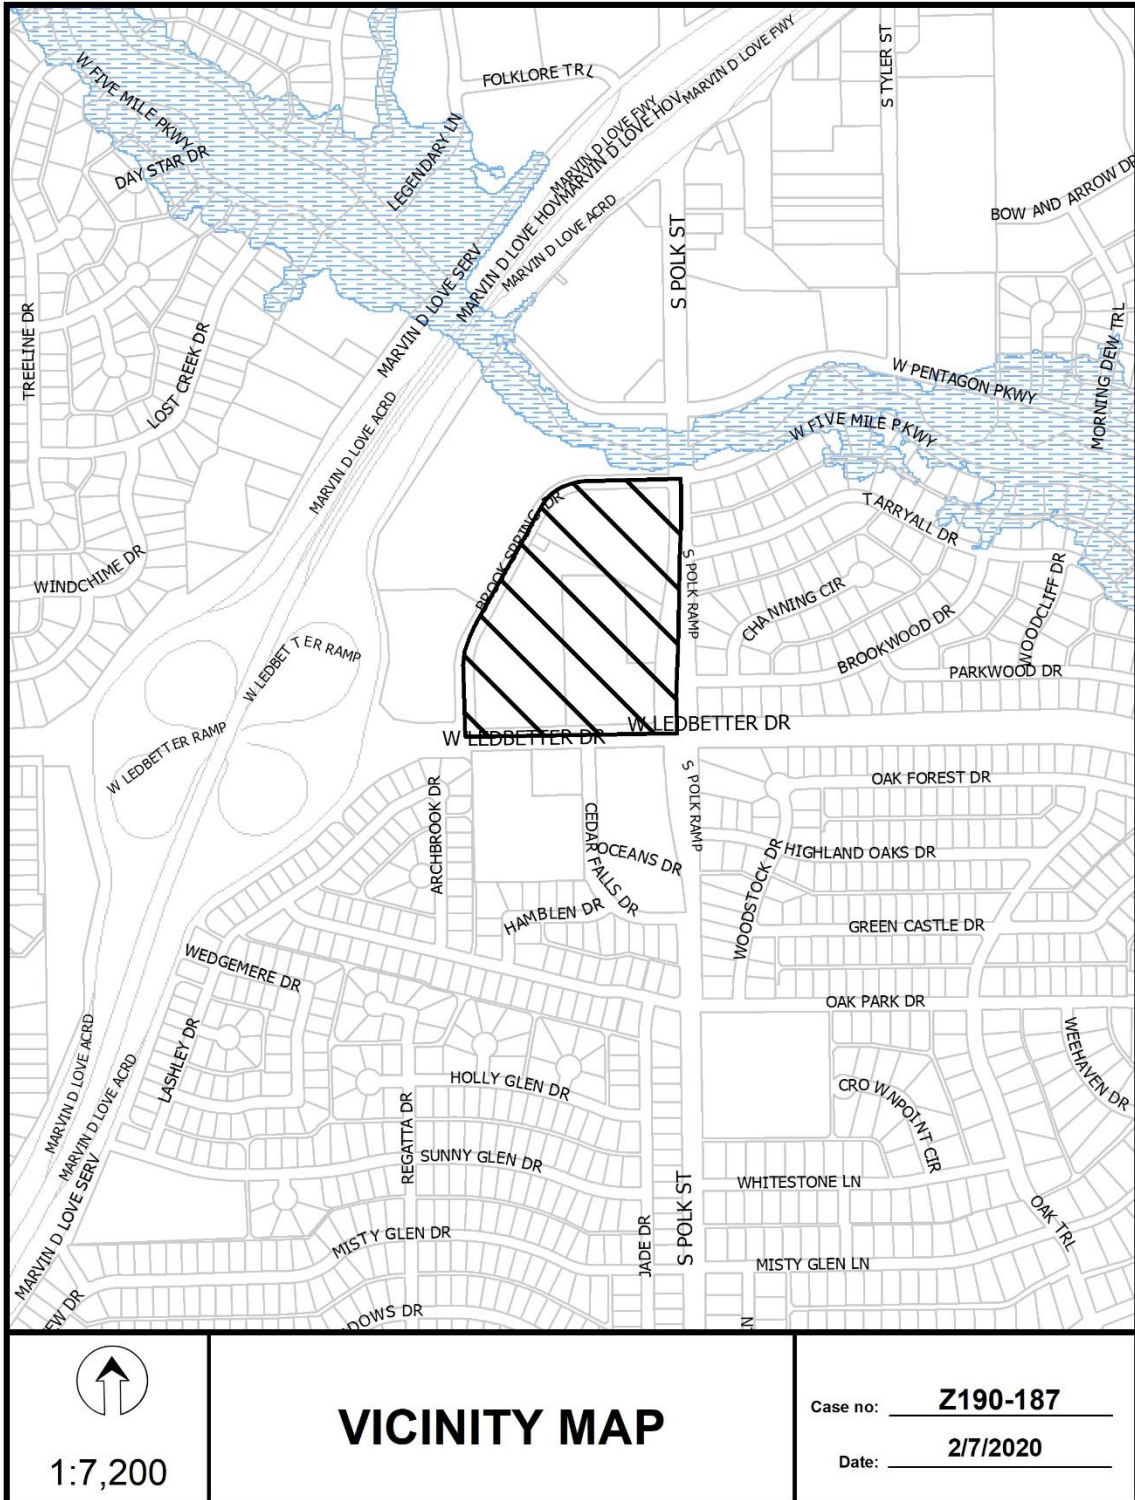 MARVIN D LOVE FWY
S TYLER ST
FOLKLORE TRL
W FIVE MILE PKWY
MARVIN D LOVE HOV
MARVIN D LOVE FWY
DAY STAR DR
LEGENDARY LN
MARVIN D LOVE FWY
MARVIN D LOVE HOV
BOW AND ARROW DR
MARVIN D LOVE ACRD
S POLK ST
MARVIN D LOVE SERV
MARVIN D LOVE HOV
TREELINE DR
LOST CREEK DR
MORNING DEW TRL
W PENTAGON PKWY
W FIVE MILE PKWY
MARVIN D LOVE ACRD
TARRYALL DR
BROOK SPRING DR
WINDCHIME DR
S POLK RAMP
CHANNING CIR
WOODCLIFF DR
BROOKWOOD DR
PARKWOOD DR
W LEDBETTER RAMP
W LEDBETTER RAMP
W LEDBETTER DR
W LEDBETTER DR
OAK FOREST DR
S POLK RAMP
ARCHBROOK DR
CEDAR FALLS DR
OCEANS DR
HIGHLAND OAKS DR
WOODSTOCK DR
HAMBLEN DR
GREEN CASTLE DR
WEDGEMERE DR
OAK PARK DR
LASHLEY DR
MARVIN D LOVE ACRD
MARVIN D LOVE ACRD
WEEHAVEN DR
HOLLY GLEN DR
CROWNPOINT CIR
REGATTA DR
SUNNY GLEN DR
WHITESTONE LN
MARVIN D LOVE SERV
S POLK ST
JADE DR
OAK TRL
MISTY GLEN DR
MISTY GLEN LN
EW DR
DOWS DR
LN
1:7,200
VICINITY MAP
Case no: Z190-187
Date: 2/7/2020